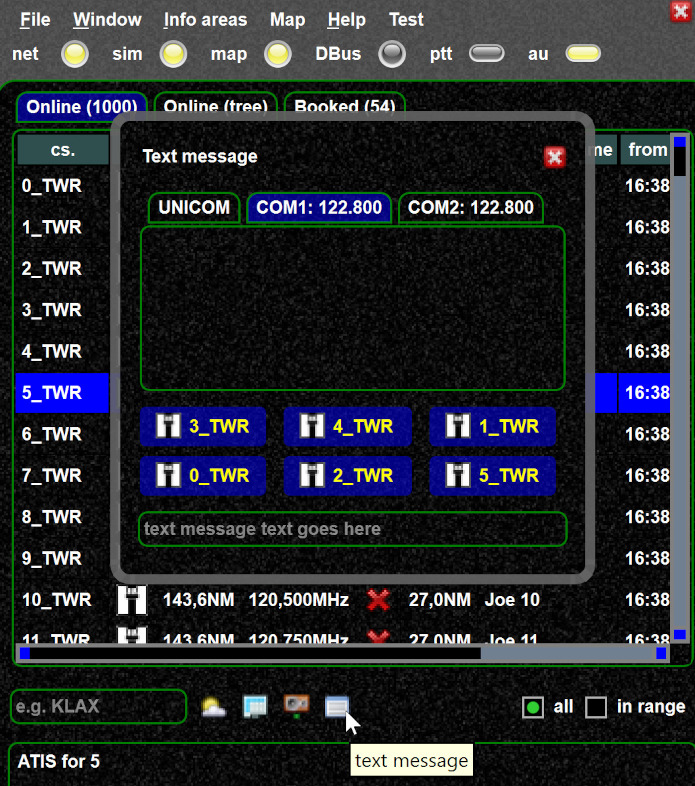 File Window Info areas Map Help Test
net sim map DBus ptt au
Online (1000) Online (tree) Booked (54)
cs. me from
Text message
0_TWR 16:38
UNICOM COM1: 122.800 COM2: 122.800
1_TWR 16:38
2_TWR 16:38
3_TWR 16:38
4_TWR 16:38
5_TWR 16:38
3_TWR 4_TWR 1_TWR
6_TWR 16:38
0_TWR 2_TWR 5_TWR
7_TWR 16:38
8_TWR 16:38
text message text goes here
9_TWR 16:38
10_TWR 143,6NM 120,500MHz 27,0NM Joe 10 16:38
11_TWR 143,6NM 120,750MHz 27,0NM Joe 11 16:38
e.g. KLAX all in range
text message
ATIS for 5